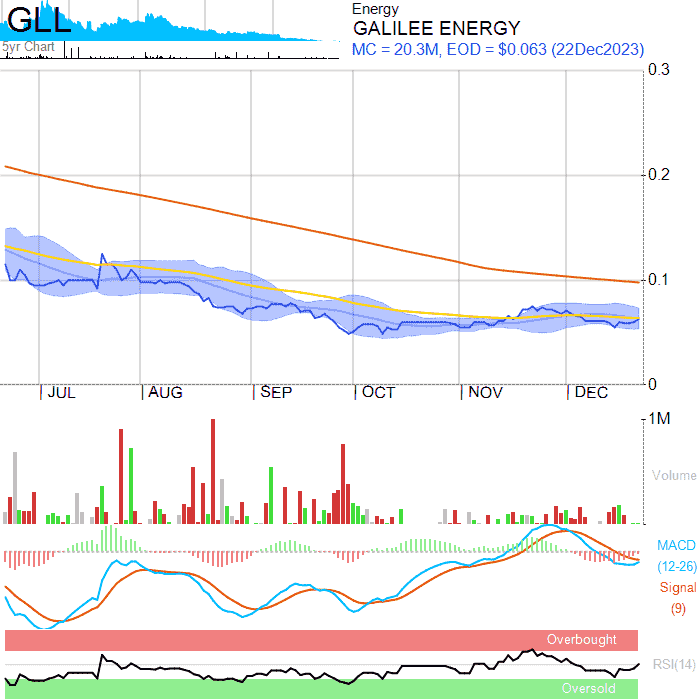 GLL
5yr Chart
Energy
GALILEE ENERGY
MC = 20.3M, EOD = $0.063 (22Dec2023)
0.3
0.2
0.1
0
JUL AUG SEP OCT NOV DEC
1M
Volume
MACD
(12-26)
Signal
(9)
Overbought
RSI(14)
Oversold